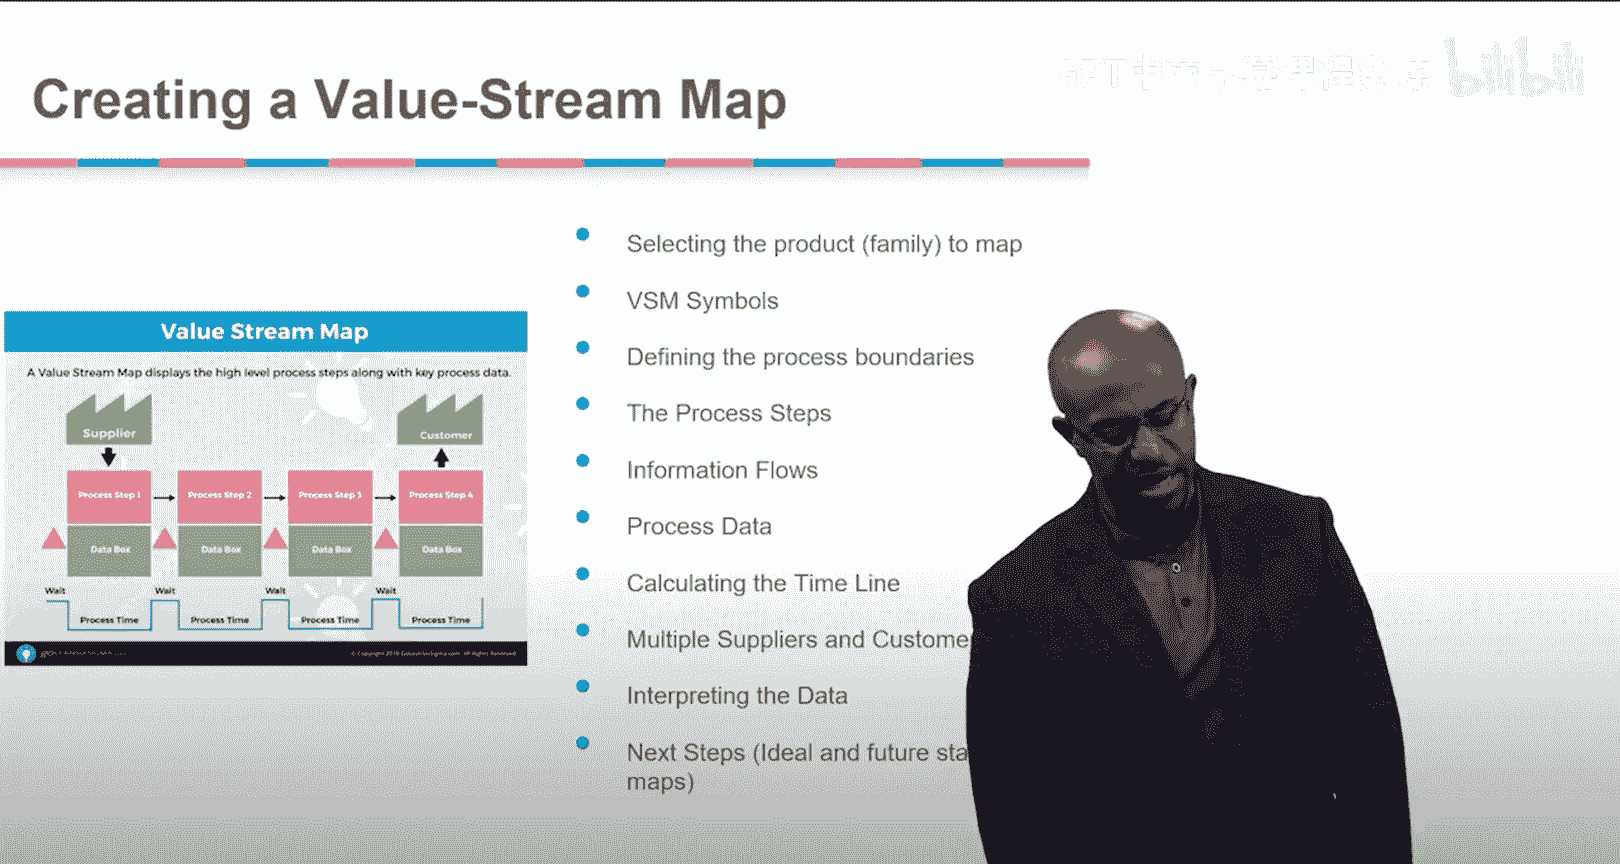 bilibili
Creating a Value-Stream Map
Selecting the product (family) to map
VSM Symbols
Defining the process boundaries
The Process Steps
Information Flows
Process Data
Calculating the Time Line
Multiple Suppliers and Custome
Interpreting the Data
Next Steps (Ideal and future sta
maps)
Value Stream Map
A Value Stream Map displays the high level process steps along with key process data.
Supplier
Customer
Process Step 1
Process Step 2
Process Step 3
Process Step 4
Data Box
Data Box
Data Box
Data Box
Wait
Wait
Wait
Wait
Process Time
Process Time
Process Time
Process Time